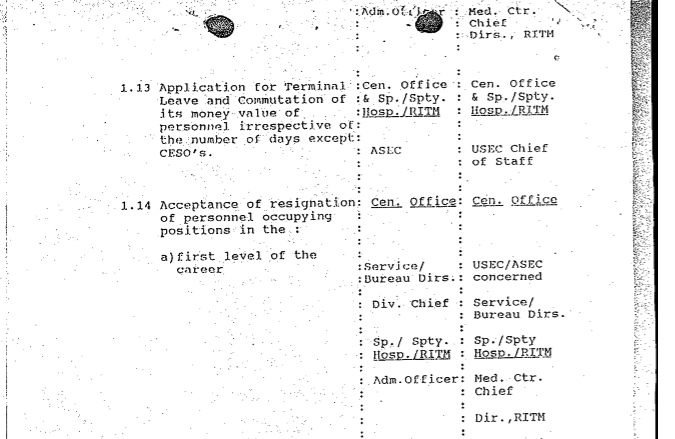 :Adm.Officer : Med. Ctr.
: : Chief
: : Dirs., RITM
: :
: :
1.13 Application for Terminal :Cen. Office : Cen. Office
Leave and Commutation of :& Sp./Spty. : & Sp./Spty.
its money value of :Hosp./RITM : Hosp./RITM
personnel irrespective of: :
the number of days except: :
CESO's. : ASEC : USEC Chief
: : of Staff
: :
: :
1.14 Acceptance of resignation: Cen. Office: Cen. Office
of personnel occupying : :
positions in the : : :
: :
a)first level of the : :
career :Service/ : USEC/ASEC
:Bureau Dirs.: concerned
: :
: Div. Chief : Service/
: : Bureau Dirs.
: :
: Sp./ Spty. : Sp./Spty
: Hosp./RITM : Hosp./RITM
: :
: Adm.Officer: Med. Ctr.
: : Chief
: :
: : Dir.,RITM
: :